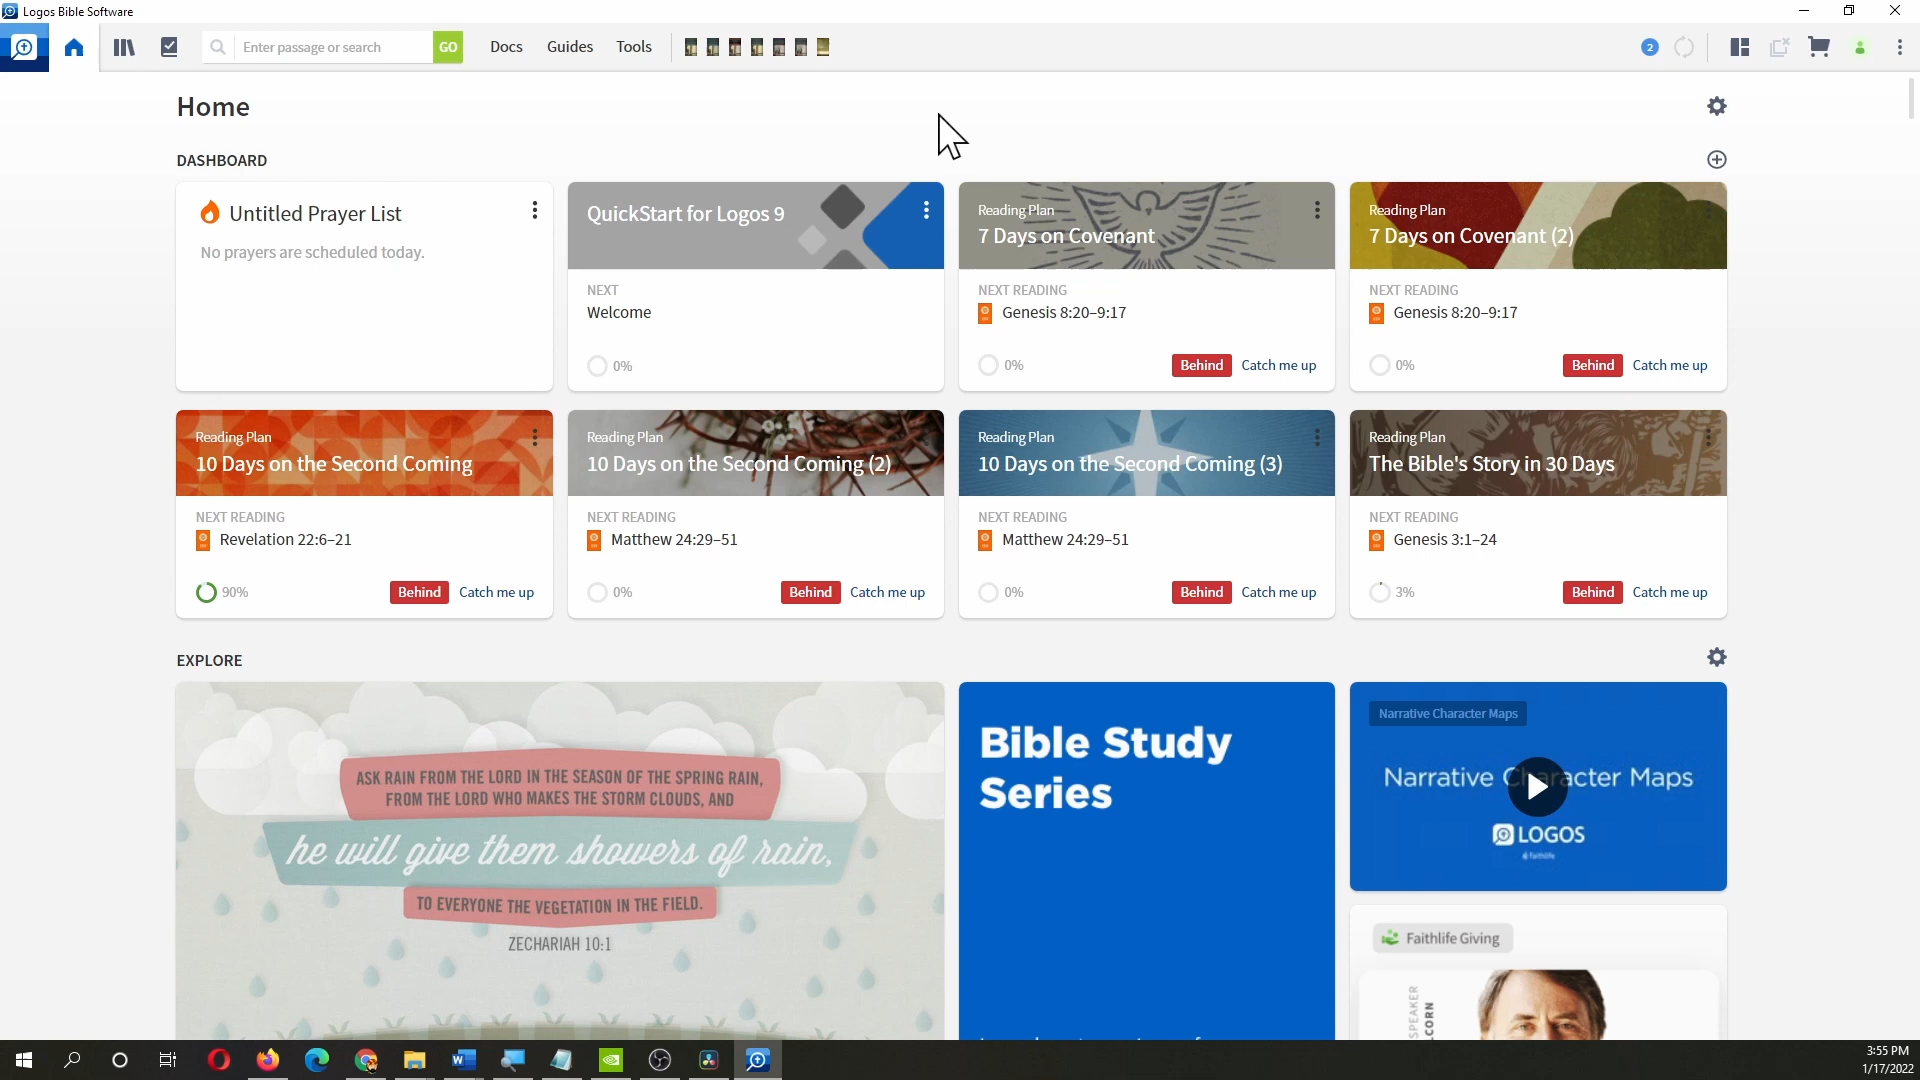 Logos Bible Software
Enter passage or search
GO
Docs
Guides
Tools
2
Home
DASHBOARD
Untitled Prayer List
No prayers are scheduled today.
QuickStart for Logos 9
NEXT
Welcome
0%
Reading Plan
7 Days on Covenant
NEXT READING
Genesis 8:20–9:17
0%
Behind
Catch me up
Reading Plan
7 Days on Covenant (2)
NEXT READING
Genesis 8:20–9:17
0%
Behind
Catch me up
Reading Plan
10 Days on the Second Coming
NEXT READING
Revelation 22:6–21
90%
Behind
Catch me up
Reading Plan
10 Days on the Second Coming (2)
NEXT READING
Matthew 24:29–51
0%
Behind
Catch me up
Reading Plan
10 Days on the Second Coming (3)
NEXT READING
Matthew 24:29–51
0%
Behind
Catch me up
Reading Plan
The Bible's Story in 30 Days
NEXT READING
Genesis 3:1–24
3%
Behind
Catch me up
EXPLORE
ASK RAIN FROM THE LORD IN THE SEASON OF THE SPRING RAIN,
FROM THE LORD WHO MAKES THE STORM CLOUDS, AND
he will give them showers of rain,
TO EVERYONE THE VEGETATION IN THE FIELD.
ZECHARIAH 10:1
Bible Study
Series
Narrative Character Maps
Narrative Character Maps
LOGOS
faithlife
Faithlife Giving
SPEAKER
LCORN
3:55 PM
1/17/2022